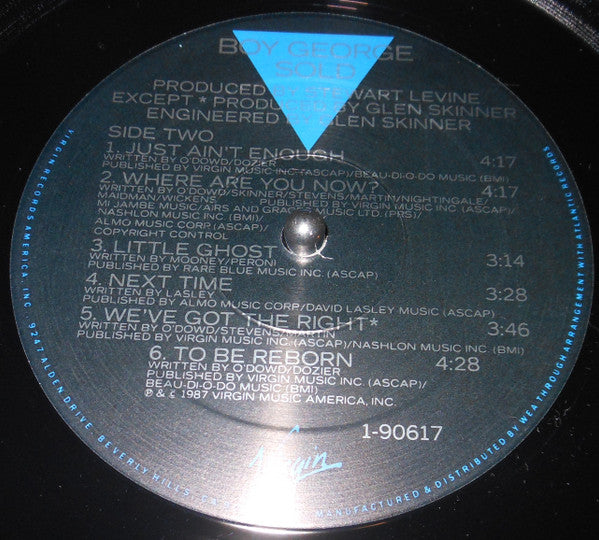 BOY GEORGE
SOLD
PRODUCED BY STEWART LEVINE
EXCEPT * PRODUCED BY GLEN SKINNER
ENGINEERED BY GLEN SKINNER
SIDE TWO
1. JUST AIN'T ENOUGH 4:17
WRITTEN BY O'DOWD/DOZIER
PUBLISHED BY VIRGIN MUSIC INC. (ASCAP)/BEAU-DI-O-DO MUSIC (BMI)
2. WHERE ARE YOU NOW? 4:17
WRITTEN BY O'DOWD/SKINNER/STEVENS/MARTIN/NIGHTINGALE/
MAIDMAN/WICKENS PUBLISHED BY VIRGIN MUSIC INC. (ASCAP)/
MI JAMBE MUSIC/AIRS AND GRACES MUSIC LTD. (PRS)/
NASHLON MUSIC INC. (BMI)/
ALMO MUSIC CORP (ASCAP)/
COPYRIGHT CONTROL
3. LITTLE GHOST 3:14
WRITTEN BY MOONEY/PERONI
PUBLISHED BY RARE BLUE MUSIC INC. (ASCAP)
4. NEXT TIME 3:28
WRITTEN BY LASLEY
PUBLISHED BY ALMO MUSIC CORP/DAVID LASLEY MUSIC (ASCAP)
5. WE'VE GOT THE RIGHT* 3:46
WRITTEN BY O'DOWD/STEVENS/MARTIN
PUBLISHED BY VIRGIN MUSIC INC. (ASCAP)/NASHLON MUSIC INC. (BMI)
6. TO BE REBORN 4:28
WRITTEN BY O'DOWD/DOZIER
PUBLISHED BY VIRGIN MUSIC INC. (ASCAP)/
BEAU-DI-O-DO MUSIC (BMI)
℗ & © 1987 VIRGIN MUSIC AMERICA, INC.
1-90617
A
Virgin
VIRGIN RECORDS AMERICA, INC. 9247 ALDEN DRIVE, BEVERLY HILLS, CA
MANUFACTURED & DISTRIBUTED BY WEA THROUGH ARRANGEMENT WITH ATLANTIC RECORDS